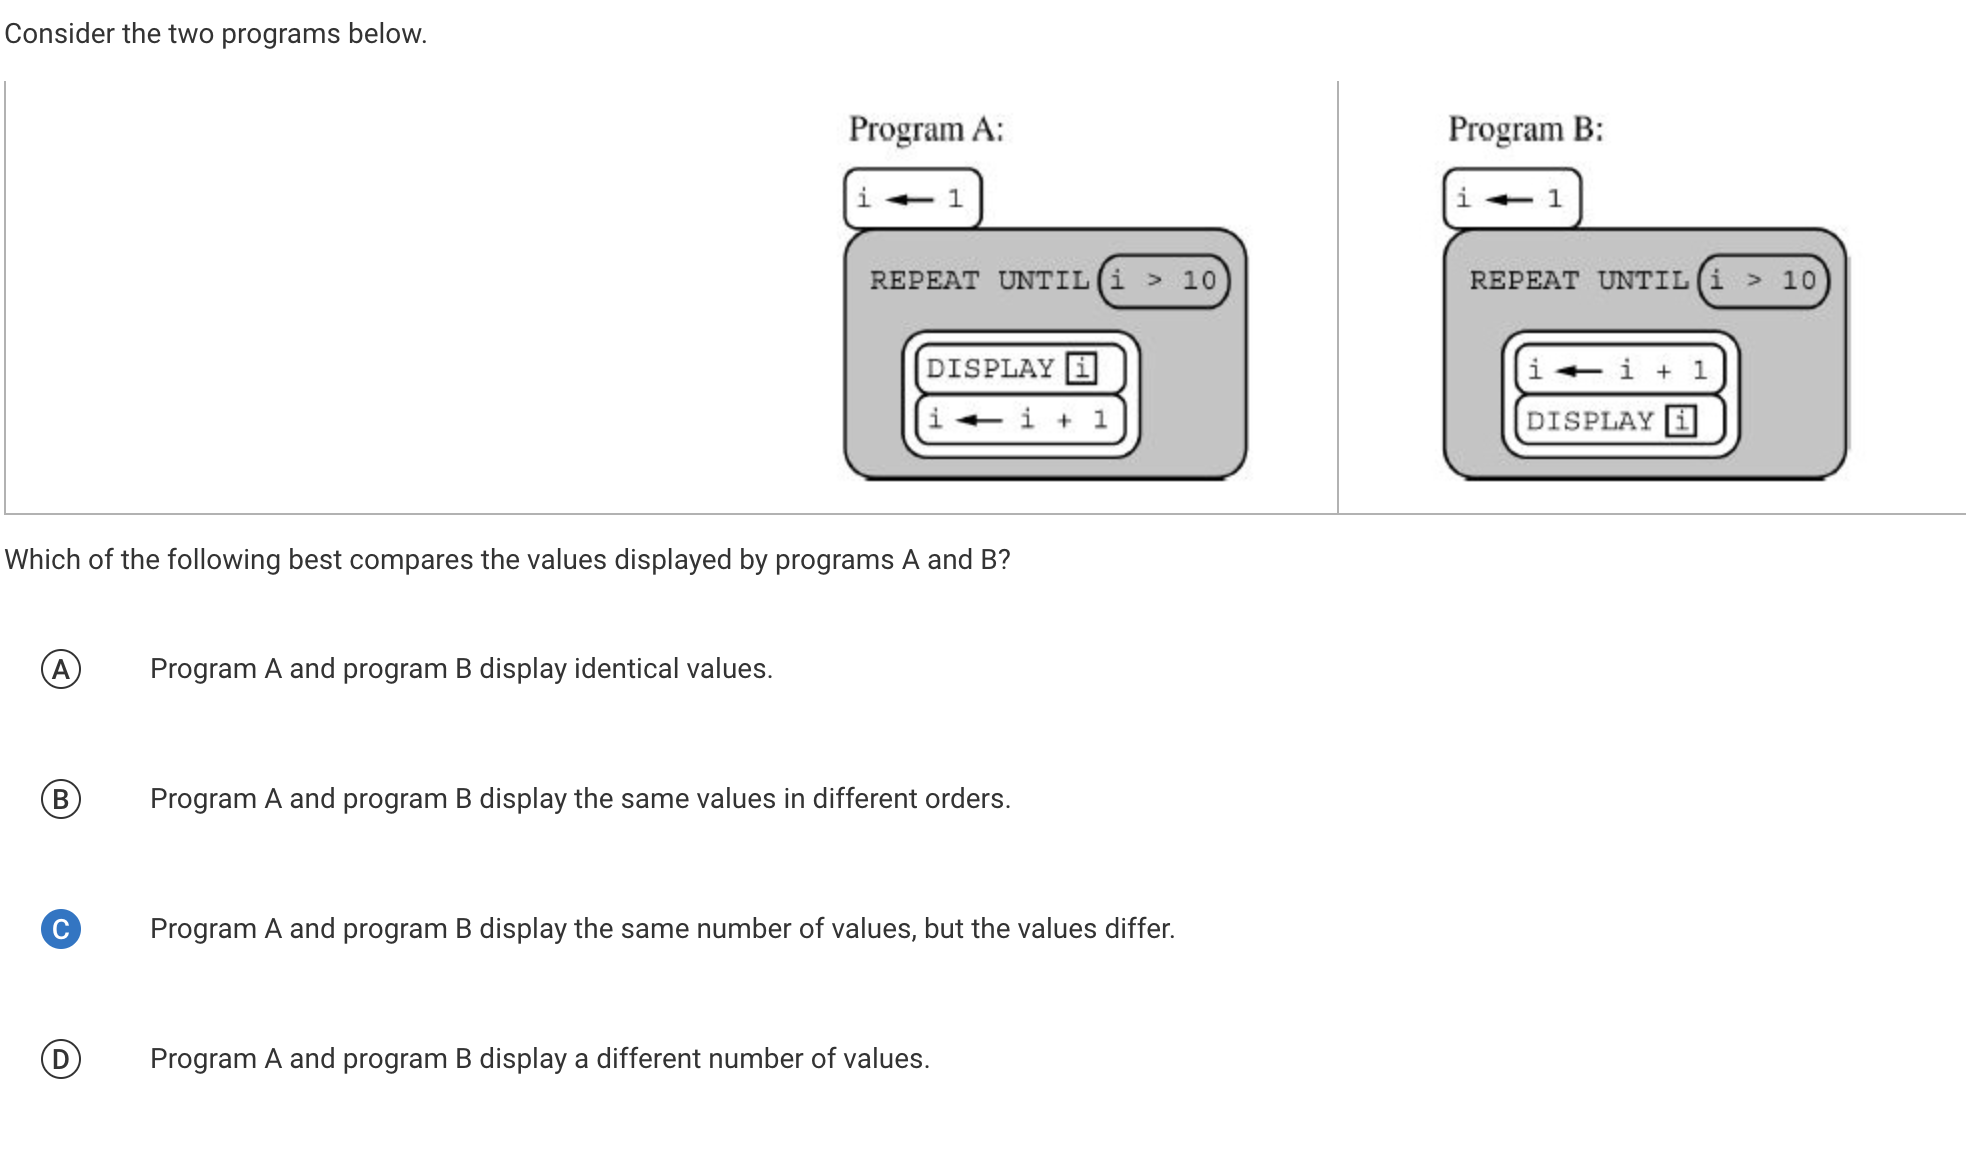 Consider the two programs below.
Program A:
i ← 1
REPEAT UNTIL i > 10
DISPLAY i
i ← i + 1
Program B:
i ← 1
REPEAT UNTIL i > 10
i ← i + 1
DISPLAY i
Which of the following best compares the values displayed by programs A and B?
A Program A and program B display identical values.
B Program A and program B display the same values in different orders.
C Program A and program B display the same number of values, but the values differ.
D Program A and program B display a different number of values.